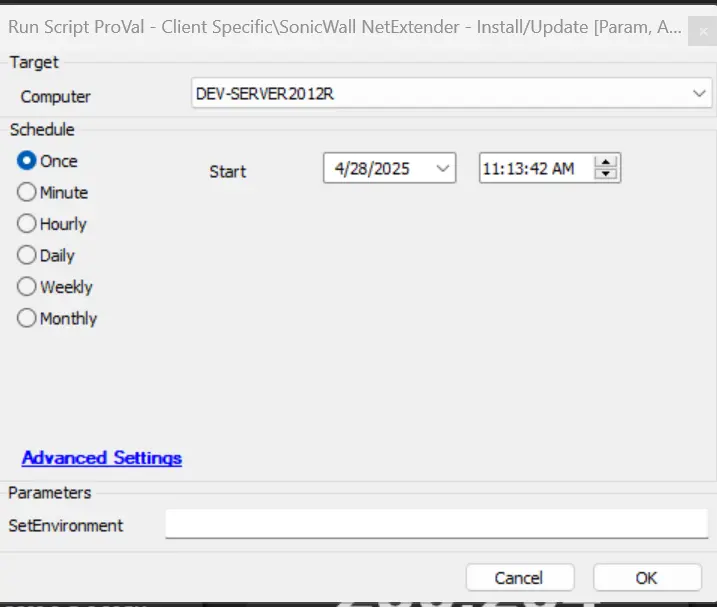 Run Script ProVal - Client Specific\SonicWall NetExtender - Install/Update [Param, A...
Target
Computer DEV-SERVER2012R
Schedule
Once Start 4/28/2025 11:13:42 AM
Minute
Hourly
Daily
Weekly
Monthly
Advanced Settings
Parameters
SetEnvironment
Cancel OK